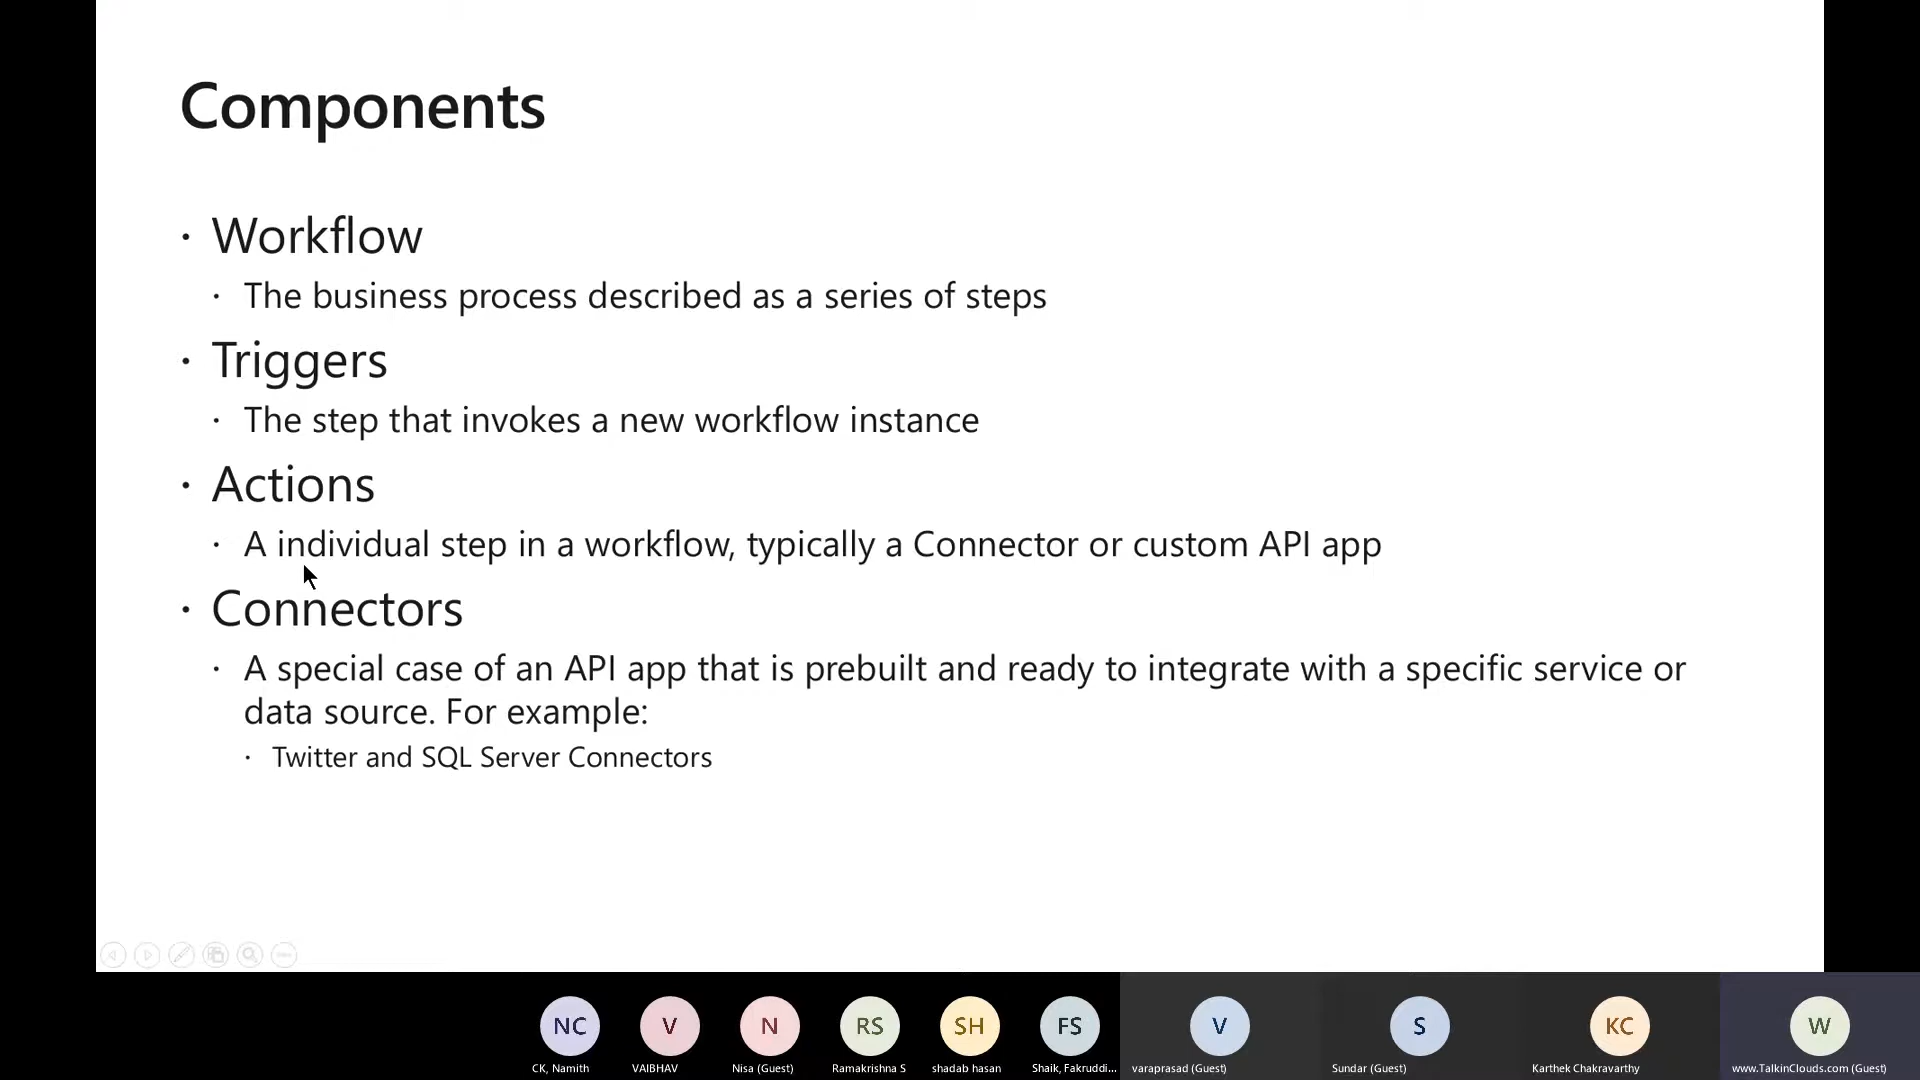 Components
· Workflow
· The business process described as a series of steps
· Triggers
· The step that invokes a new workflow instance
· Actions
· A individual step in a workflow, typically a Connector or custom API app
· Connectors
· A special case of an API app that is prebuilt and ready to integrate with a specific service or
data source. For example:
· Twitter and SQL Server Connectors
NC V N RS SH FS V S KC W
CK, Namith VAIBHAV Nisa (Guest) Ramakrishna S shadab hasan Shaik, Fakruddi... varaprasad (Guest) Sundar (Guest) Karthek Chakravarthy www.TalkinClouds.com (Guest)